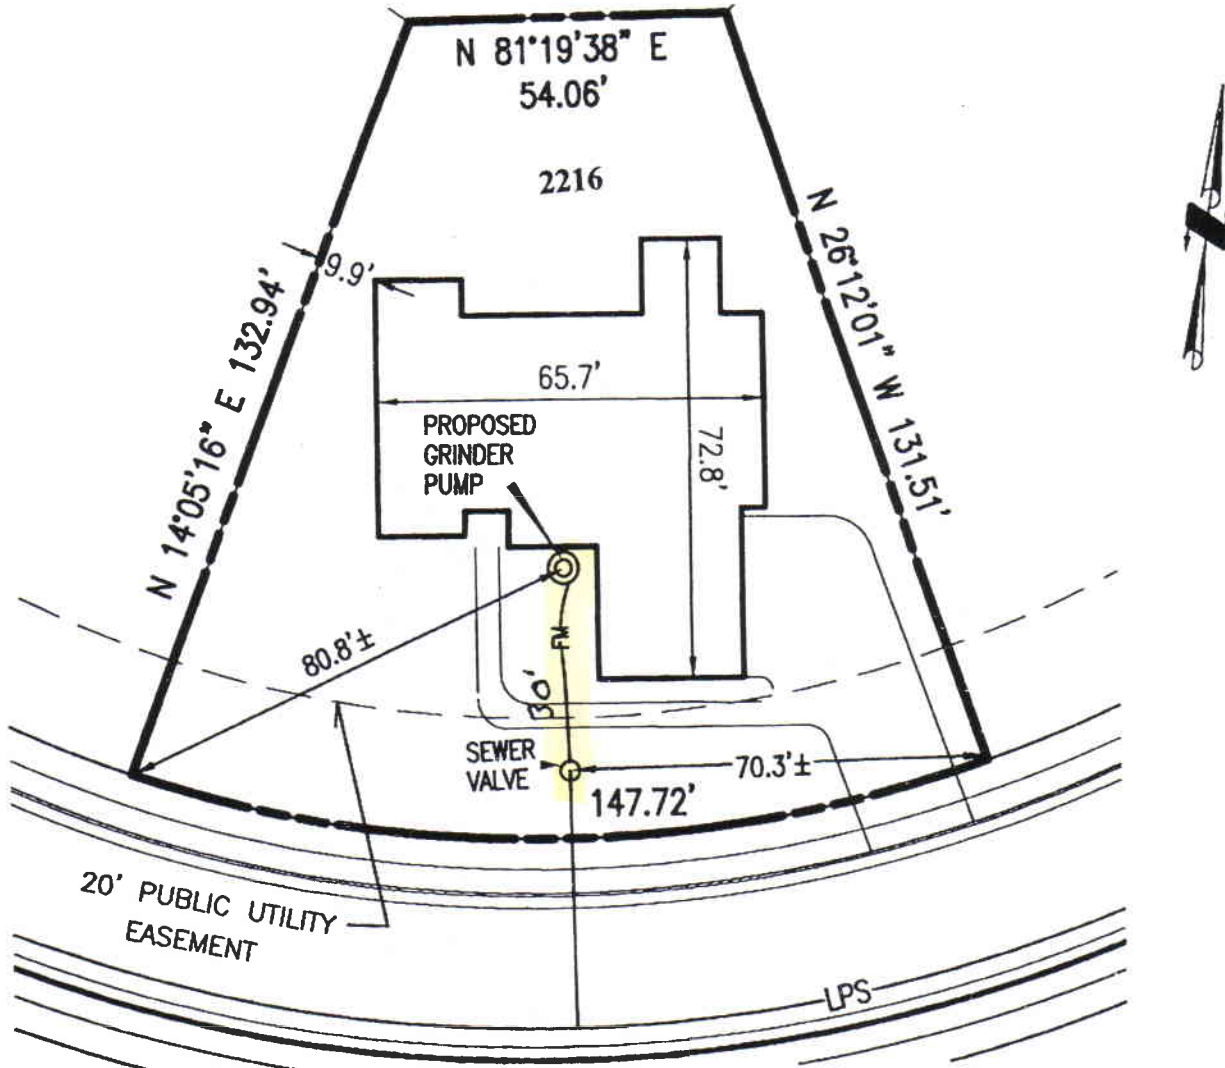 N 81°19'38" E
54.06'
2216
N 26°12'01" W 131.51'
9.9'
N 14°05'16" E 132.94'
65.7'
72.8'
PROPOSED
GRINDER
PUMP
80.8'±
FM
30'
SEWER
VALVE
70.3'±
147.72'
20' PUBLIC UTILITY
EASEMENT
LPS